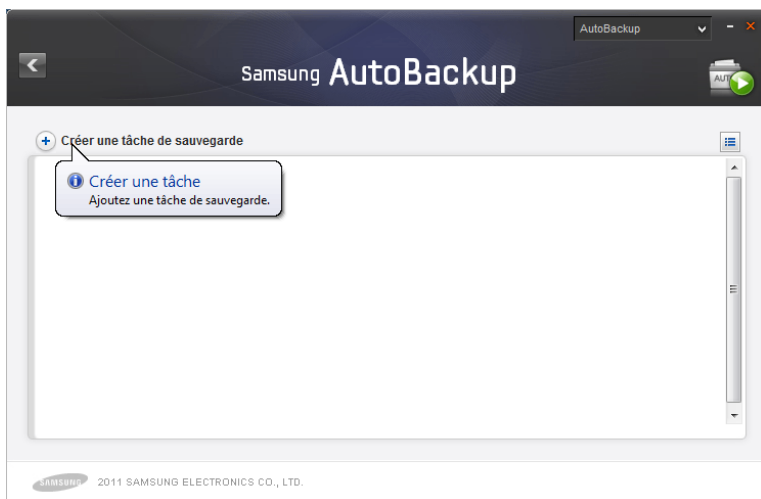 AutoBackup
samsung AutoBackup
AUTO
Créer une tâche de sauvegarde
Créer une tâche
Ajoutez une tâche de sauvegarde.
SAMSUNG 2011 SAMSUNG ELECTRONICS CO., LTD.